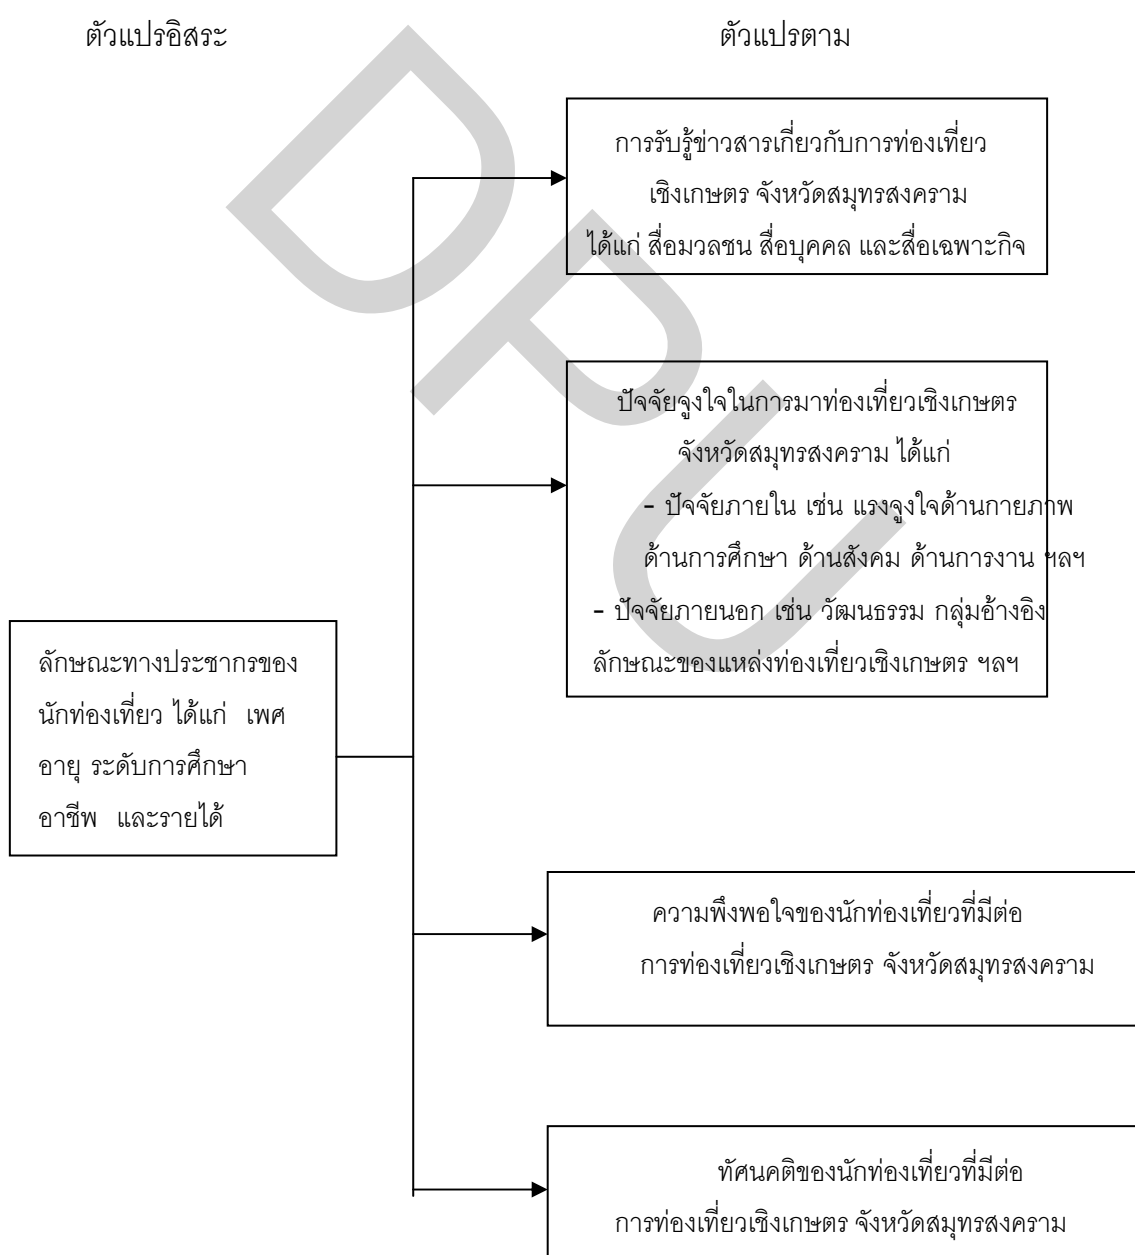 ตัวแปรอิสระ
ตัวแปรตาม
การรับรู้ข่าวสารเกี่ยวกับการท่องเที่ยว
เชิงเกษตร จังหวัดสมุทรสงคราม
ได้แก่ สื่อมวลชน สื่อบุคคล และสื่อเฉพาะกิจ
ปัจจัยจูงใจในการมาท่องเที่ยวเชิงเกษตร
จังหวัดสมุทรสงคราม ได้แก่
- ปัจจัยภายใน เช่น แรงจูงใจด้านกายภาพ
ด้านการศึกษา ด้านสังคม ด้านการงาน ฯลฯ
- ปัจจัยภายนอก เช่น วัฒนธรรม กลุ่มอ้างอิง
ลักษณะของแหล่งท่องเที่ยวเชิงเกษตร ฯลฯ
ลักษณะทางประชากรของ
นักท่องเที่ยว ได้แก่ เพศ
อายุ ระดับการศึกษา
อาชีพ และรายได้
ความพึงพอใจของนักท่องเที่ยวที่มีต่อ
การท่องเที่ยวเชิงเกษตร จังหวัดสมุทรสงคราม
ทัศนคติของนักท่องเที่ยวที่มีต่อ
การท่องเที่ยวเชิงเกษตร จังหวัดสมุทรสงคราม
DPU